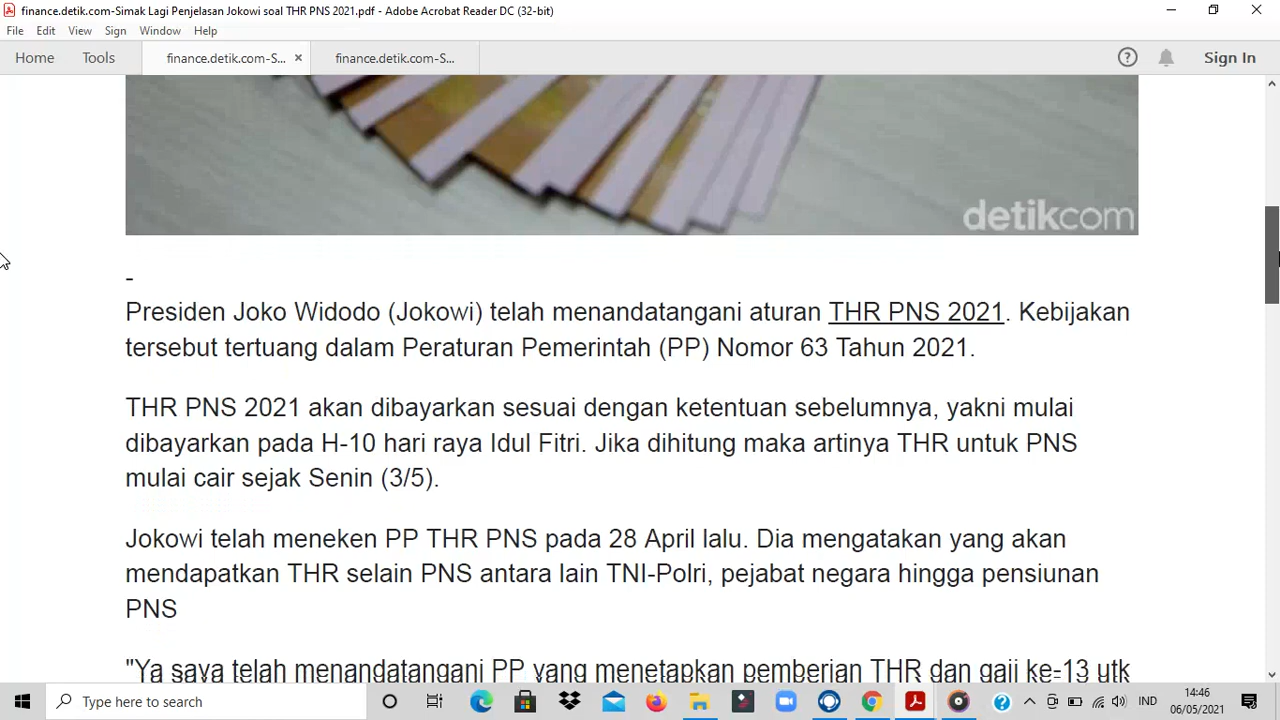 finance.detik.com-Simak Lagi Penjelasan Jokowi soal THR PNS 2021.pdf - Adobe Acrobat Reader DC (32-bit)
File Edit View Sign Window Help
Home Tools finance.detik.com-S... × finance.detik.com-S... Sign In
detikcom
-
Presiden Joko Widodo (Jokowi) telah menandatangani aturan THR PNS 2021. Kebijakan
tersebut tertuang dalam Peraturan Pemerintah (PP) Nomor 63 Tahun 2021.
THR PNS 2021 akan dibayarkan sesuai dengan ketentuan sebelumnya, yakni mulai
dibayarkan pada H-10 hari raya Idul Fitri. Jika dihitung maka artinya THR untuk PNS
mulai cair sejak Senin (3/5).
Jokowi telah meneken PP THR PNS pada 28 April lalu. Dia mengatakan yang akan
mendapatkan THR selain PNS antara lain TNI-Polri, pejabat negara hingga pensiunan
PNS
"Ya saya telah menandatangani PP yang menetapkan pemberian THR dan gaji ke-13 utk
Type here to search IND 14:46
06/05/2021